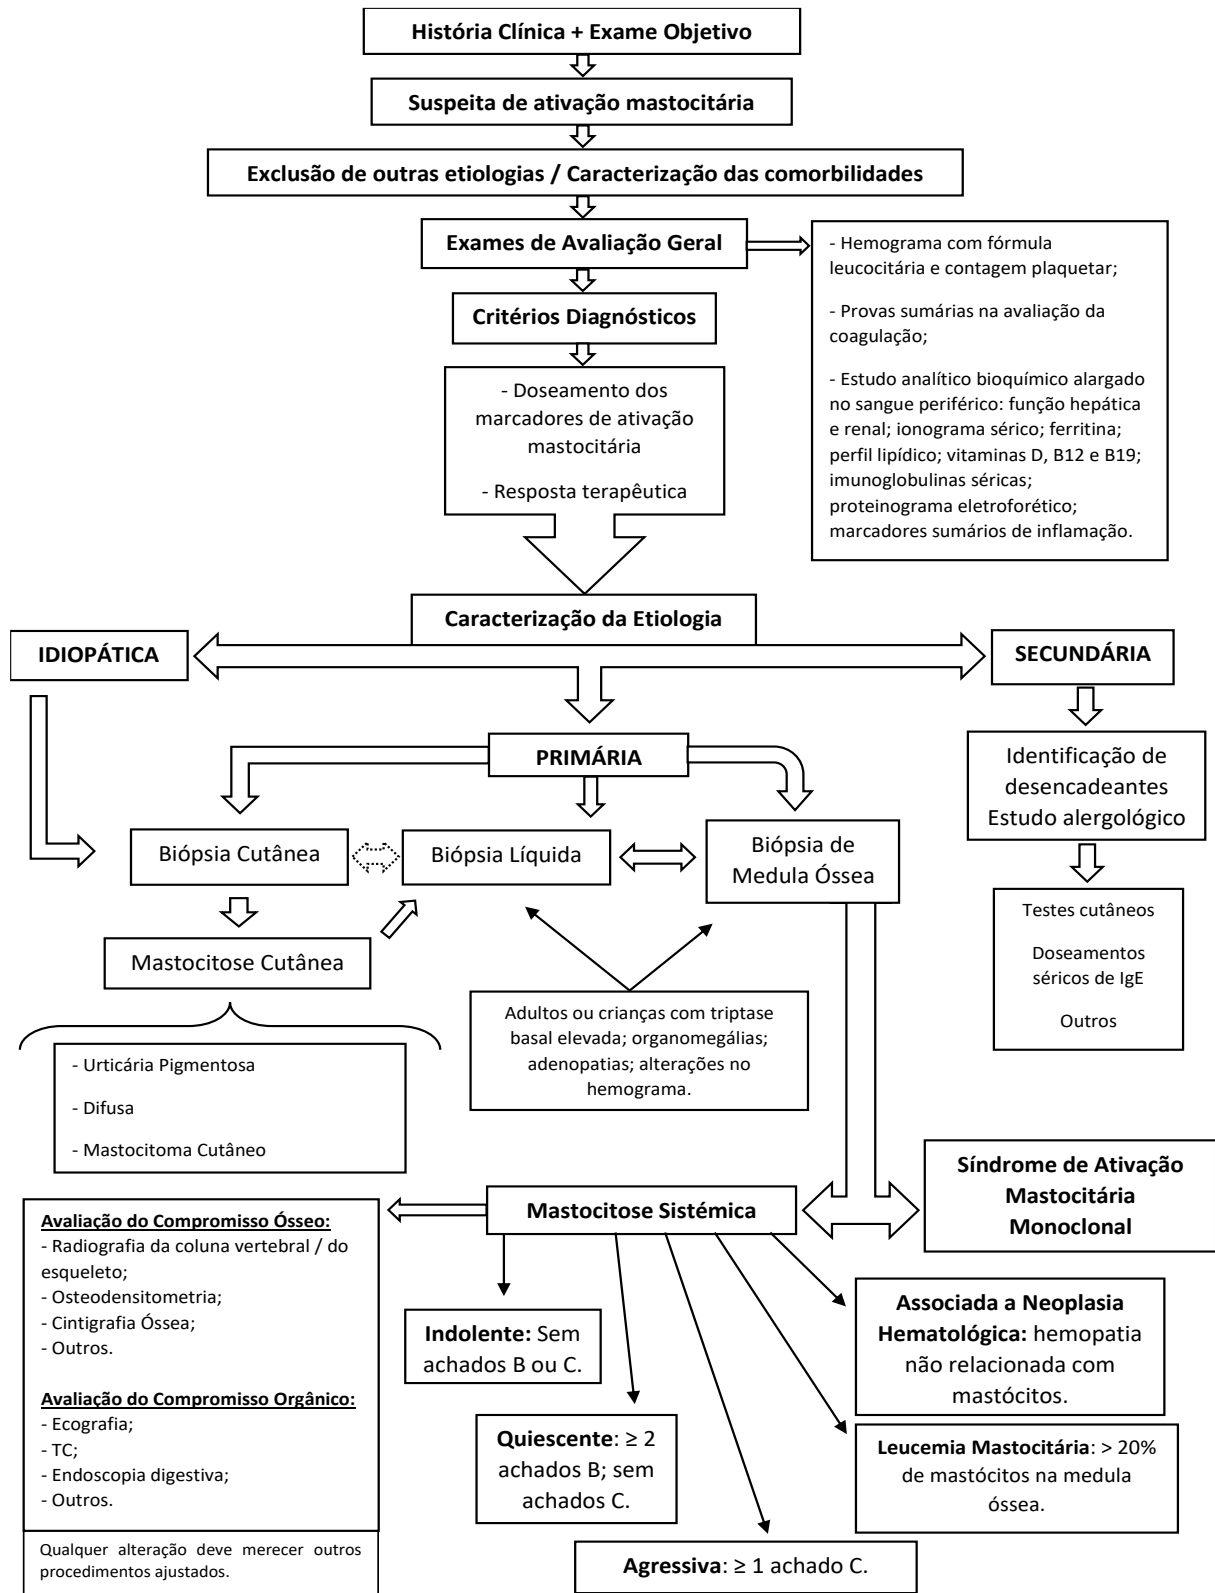 História Clínica + Exame Objetivo
Suspeita de ativação mastocitária
Exclusão de outras etiologias / Caracterização das comorbilidades
Exames de Avaliação Geral
- Hemograma com fórmula
leucocitária e contagem plaquetar;
- Provas sumárias na avaliação da
coagulação;
- Estudo analítico bioquímico alargado
no sangue periférico: função hepática
e renal; ionograma sérico; ferritina;
perfil lipídico; vitaminas D, B12 e B19;
imunoglobulinas séricas;
proteinograma eletroforético;
marcadores sumários de inflamação.
Critérios Diagnósticos
- Doseamento dos
marcadores de ativação
mastocitária
- Resposta terapêutica
Caracterização da Etiologia
IDIOPÁTICA
SECUNDÁRIA
PRIMÁRIA
Identificação de
desencadeantes
Estudo alergológico
Biópsia Cutânea
Biópsia Líquida
Biópsia de
Medula Óssea
Testes cutâneos
Doseamentos
séricos de IgE
Outros
Mastocitose Cutânea
Adultos ou crianças com triptase
basal elevada; organomegálias;
adenopatias; alterações no
hemograma.
- Urticária Pigmentosa
- Difusa
- Mastocitoma Cutâneo
Síndrome de Ativação
Mastocitária
Monoclonal
Mastocitose Sistémica
Avaliação do Compromisso Ósseo:
- Radiografia da coluna vertebral / do
esqueleto;
- Osteodensitometria;
- Cintigrafia Óssea;
- Outros.
Avaliação do Compromisso Orgânico:
- Ecografia;
- TC;
- Endoscopia digestiva;
- Outros.
Qualquer alteração deve merecer outros
procedimentos ajustados.
Indolente: Sem
achados B ou C.
Associada a Neoplasia
Hematológica: hemopatia
não relacionada com
mastócitos.
Quiescente: ≥ 2
achados B; sem
achados C.
Leucemia Mastocitária: > 20%
de mastócitos na medula
óssea.
Agressiva: ≥ 1 achado C.